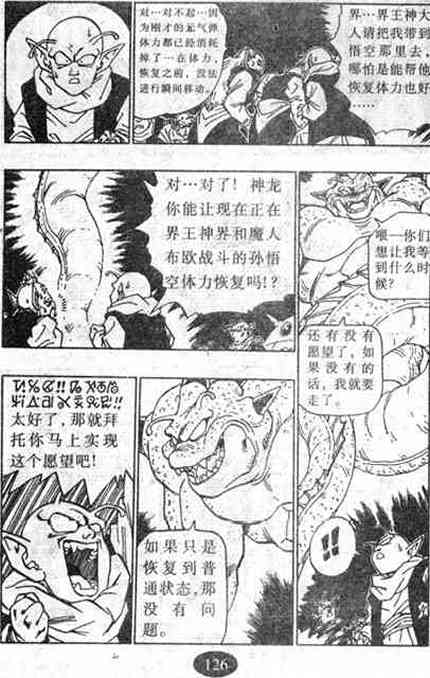 界…界王神大
人请把我带到
悟空那里去,
哪怕是能帮他
恢复体力也好
……
对…对不起…因
为刚才的元气弹
体力都已经消耗
掉了…在体力,
恢复之前,没法
进行瞬间移动。
喂…你们
想让我等
到什么时
候?
还有没有
愿望了,如
果没有的
话,我就要
走了。
!!
对…对了!神龙
你能让现在正在
界王神界和魔人
布欧战斗的孙悟
空体力恢复吗!?
如果只是
恢复到普
通状态,那
没有问
题。
太好了,那就拜
托你马上实现
这个愿望吧!
126